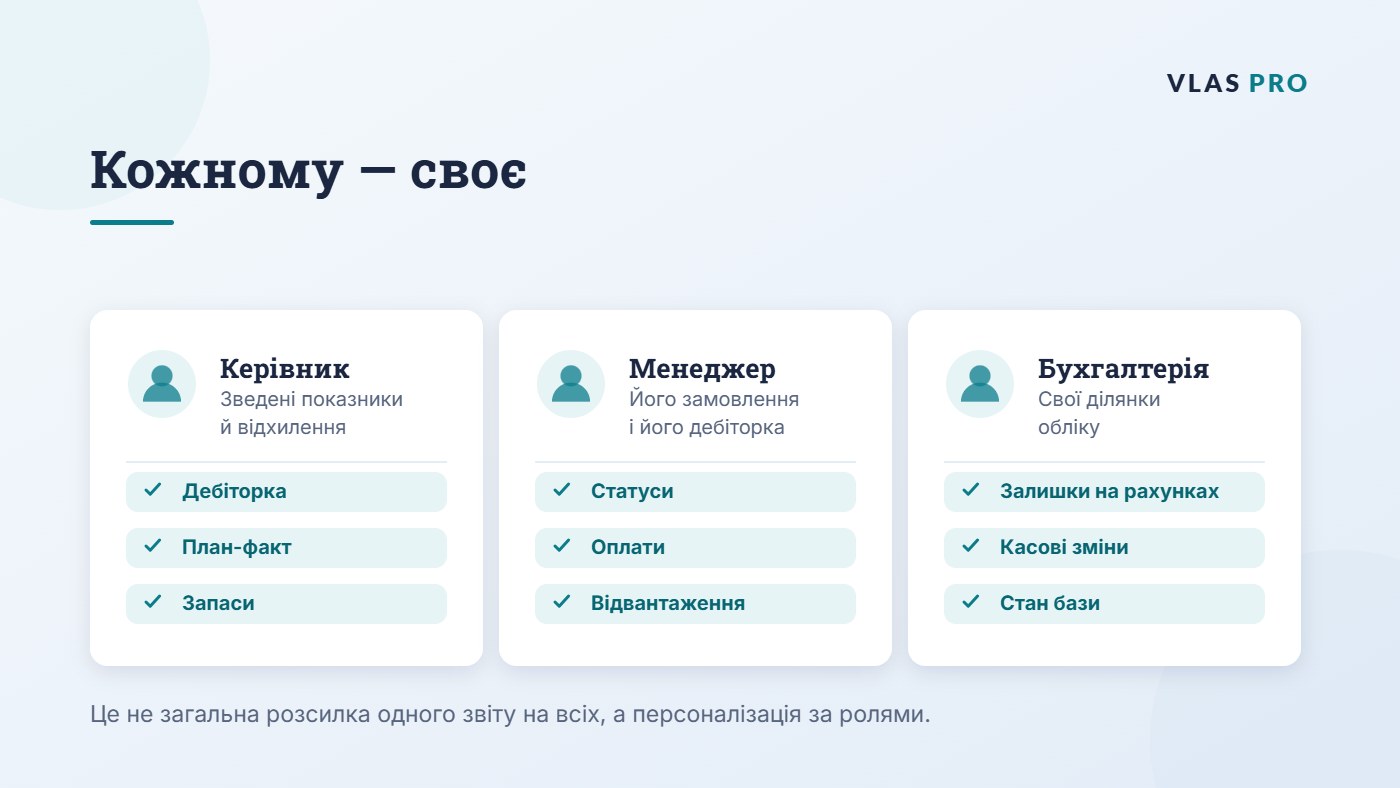 VLAS PRO
Кожному — своє
Керівник
Зведені показники
й відхилення
Дебіторка
План-факт
Запаси
Менеджер
Його замовлення
і його дебіторка
Статуси
Оплати
Відвантаження
Бухгалтерія
Свої ділянки
обліку
Залишки на рахунках
Касові зміни
Стан бази
Це не загальна розсилка одного звіту на всіх, а персоналізація за ролями.